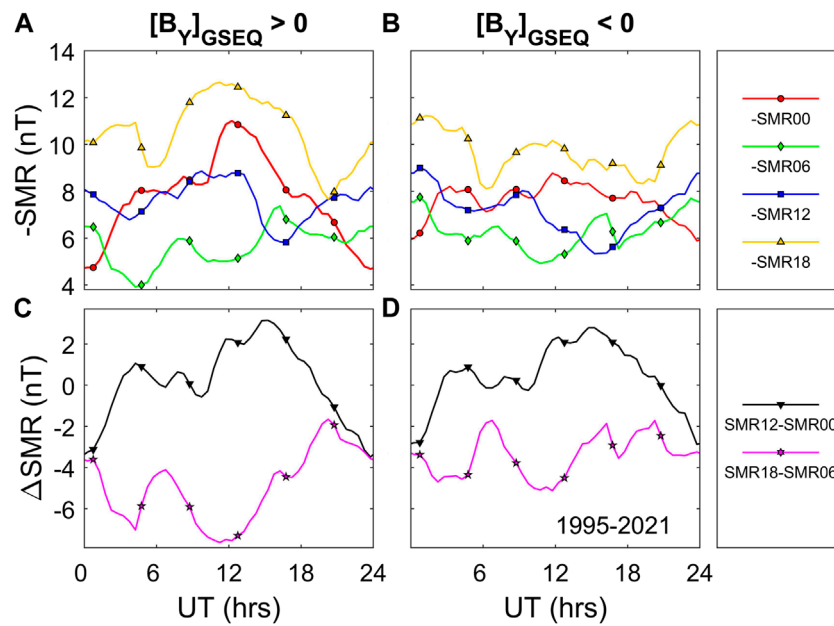 A
[B_Y]_GSEQ > 0
B
[B_Y]_GSEQ < 0
-SMR (nT)
14
12
10
8
6
4
-SMR00
-SMR06
-SMR12
-SMR18
C
D
ΔSMR (nT)
2
0
-2
-4
-6
1995-2021
SMR12-SMR00
SMR18-SMR06
0
6
12
18
24
6
12
18
24
UT (hrs)
UT (hrs)